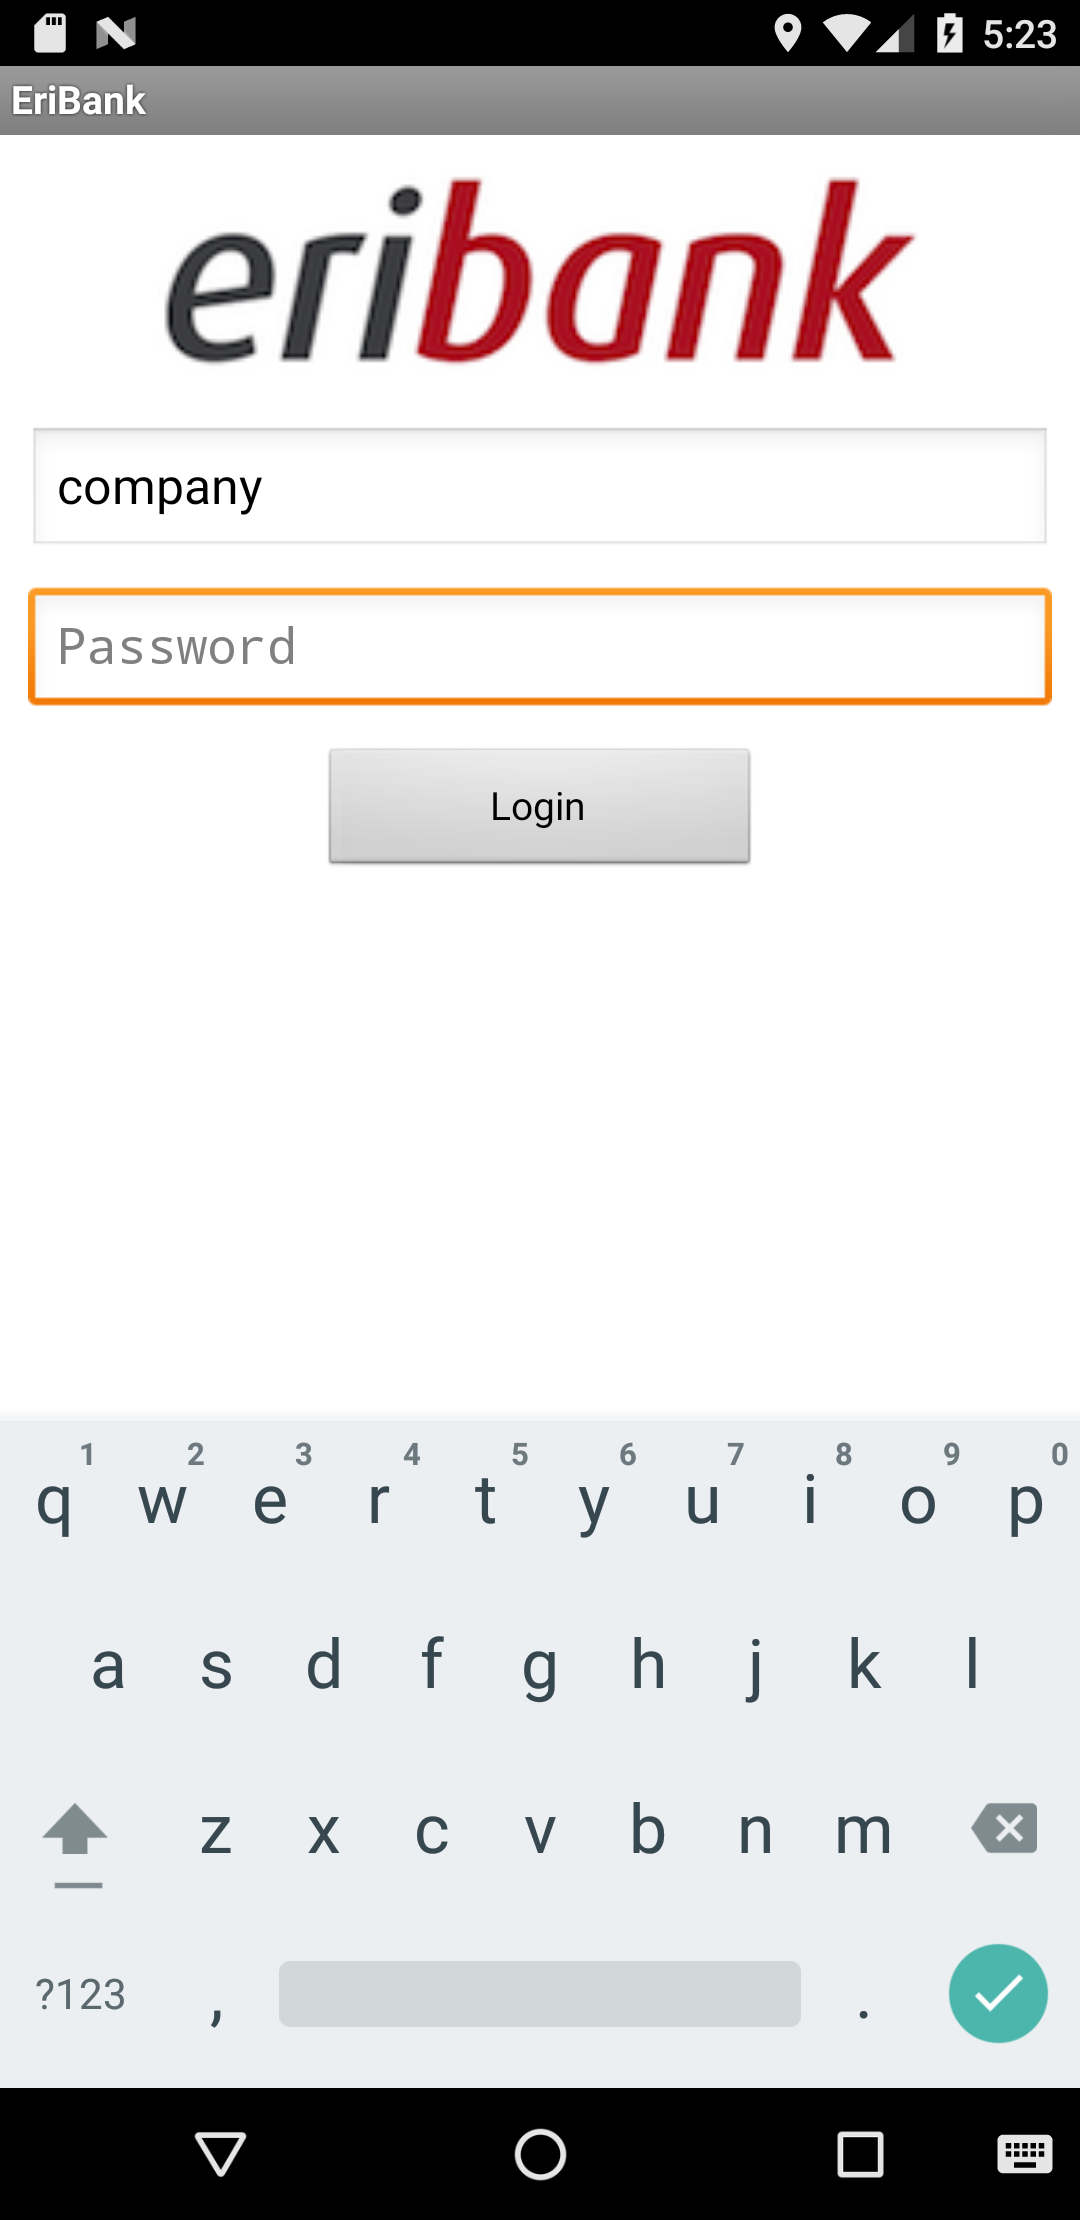 5:23
EriBank
eribank
company
Password
Login
1 2 3 4 5 6 7 8 9 0
q w e r t y u i o p
a s d f g h j k l
z x c v b n m
?123 , .